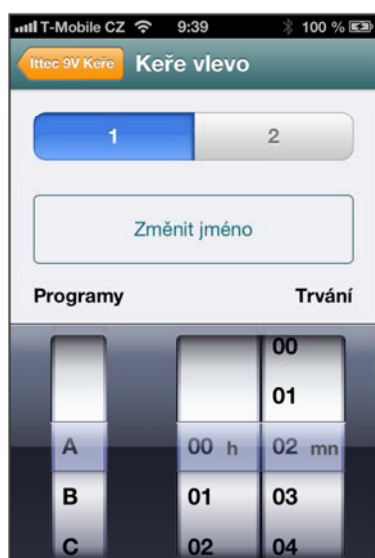 T-Mobile CZ 9:39 100 %
Ittec 9V Keře Keře vlevo
1 2
Změnit jméno
Programy Trvání
00
01
A 00 h 02 mn
B 01 03
C 02 04